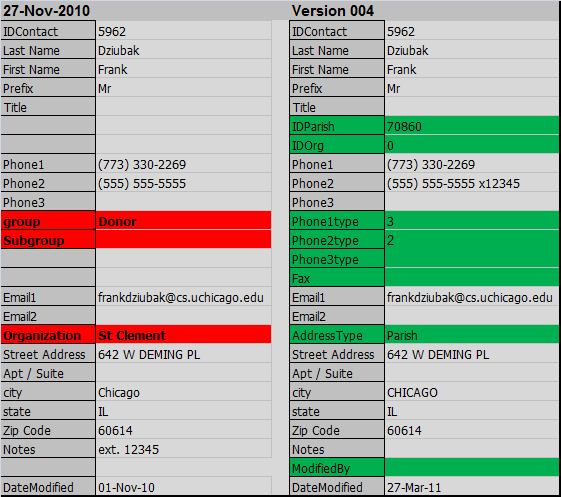 27-Nov-2010 Version 004
IDContact 5962 IDContact 5962
Last Name Dziubak Last Name Dziubak
First Name Frank First Name Frank
Prefix Mr Prefix Mr
Title Title
IDParish 70860
IDOrg 0
Phone1 (773) 330-2269 Phone1 (773) 330-2269
Phone2 (555) 555-5555 Phone2 (555) 555-5555 x12345
Phone3 Phone3
group Donor Phone1type 3
Subgroup Phone2type 2
Phone3type
Fax
Email1 frankdziubak@cs.uchicago.edu Email1 frankdziubak@cs.uchicago.edu
Email2 Email2
Organization St Clement AddressType Parish
Street Address 642 W DEMING PL Street Address 642 W DEMING PL
Apt / Suite Apt / Suite
city Chicago city CHICAGO
state IL state IL
Zip Code 60614 Zip Code 60614
Notes ext. 12345 Notes
ModifiedBy
DateModified 01-Nov-10 DateModified 27-Mar-11